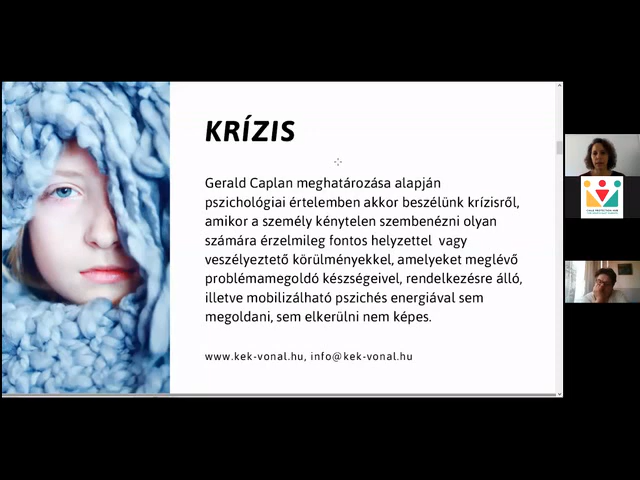 KRÍZIS
Gerald Caplan meghatározása alapján
pszichológiai értelemben akkor beszélünk krízisről,
amikor a személy kénytelen szembenézni olyan
számára érzelmileg fontos helyzettel vagy
veszélyeztető körülményekkel, amelyeket meglévő
problémamegoldó készségeivel, rendelkezésre álló,
illetve mobilizálható pszichés energiával sem
megoldani, sem elkerülni nem képes.
www.kek-vonal.hu, info@kek-vonal.hu